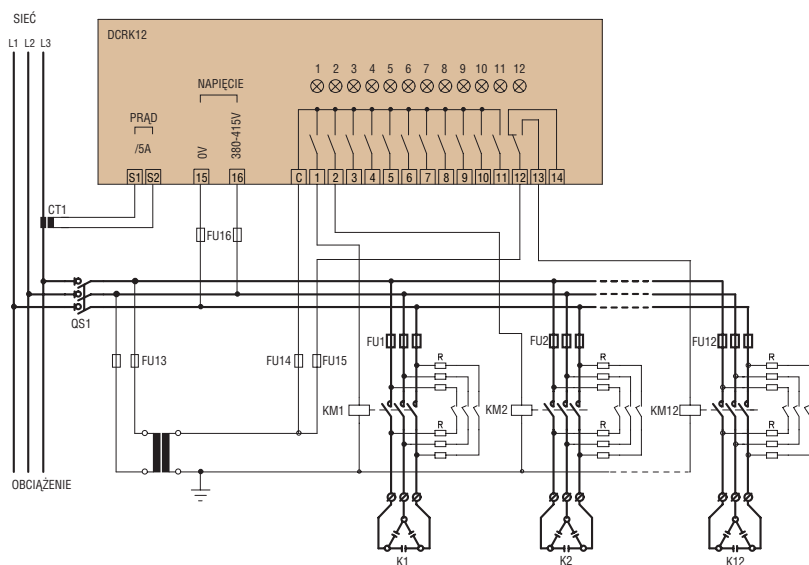 SIEĆ
L1 L2 L3
DCRK12
1 2 3 4 5 6 7 8 9 10 11 12
NAPIĘCIE
PRĄD
/5A
0V
380-415V
S1 S2 15 16 C 1 2 3 4 5 6 7 8 9 10 11 12 13 14
CT1
FU16
QS1
FU13 FU14 FU15
FU1 FU2 FU12
R R R
KM1 KM2 KM12
R R R
OBCIĄŻENIE
K1 K2 K12